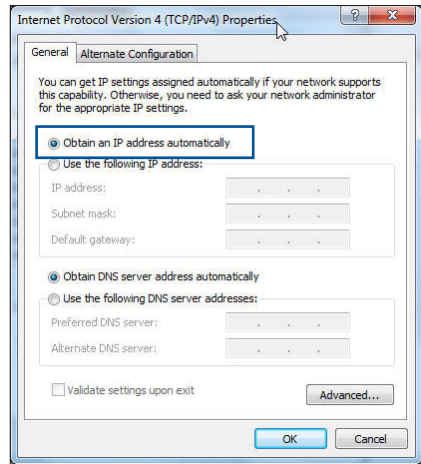 Internet Protocol Version 4 (TCP/IPv4) Properties
General
Alternate Configuration
You can get IP settings assigned automatically if your network supports
this capability. Otherwise, you need to ask your network administrator
for the appropriate IP settings.
Obtain an IP address automatically
Use the following IP address:
IP address:
Subnet mask:
Default gateway:
Obtain DNS server address automatically
Use the following DNS server addresses:
Preferred DNS server:
Alternate DNS server:
Validate settings upon exit
Advanced...
OK
Cancel